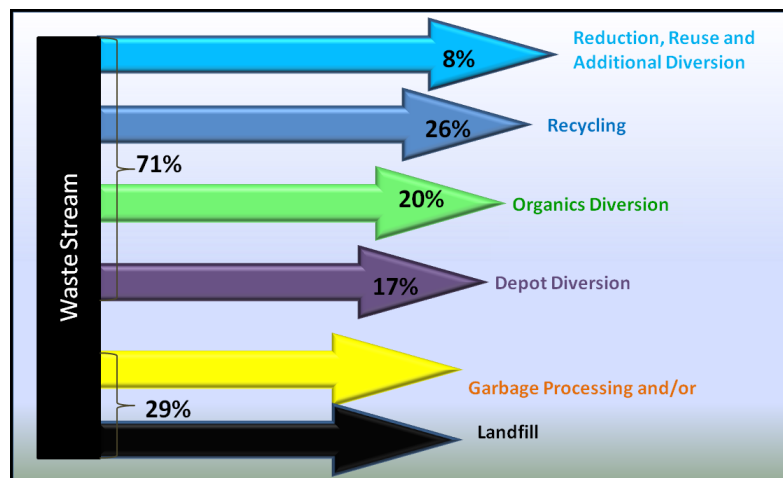 Waste Stream
71%
29%
8%
Reduction, Reuse and
Additional Diversion
26%
Recycling
20%
Organics Diversion
17%
Depot Diversion
Garbage Processing and/or
Landfill